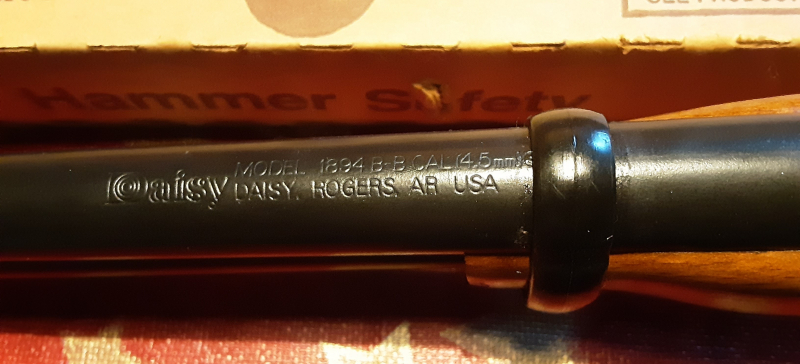 Hammer Safety
MODEL 1894 B-B CAL.(4.5mm)
Daisy DAISY, ROGERS, AR USA